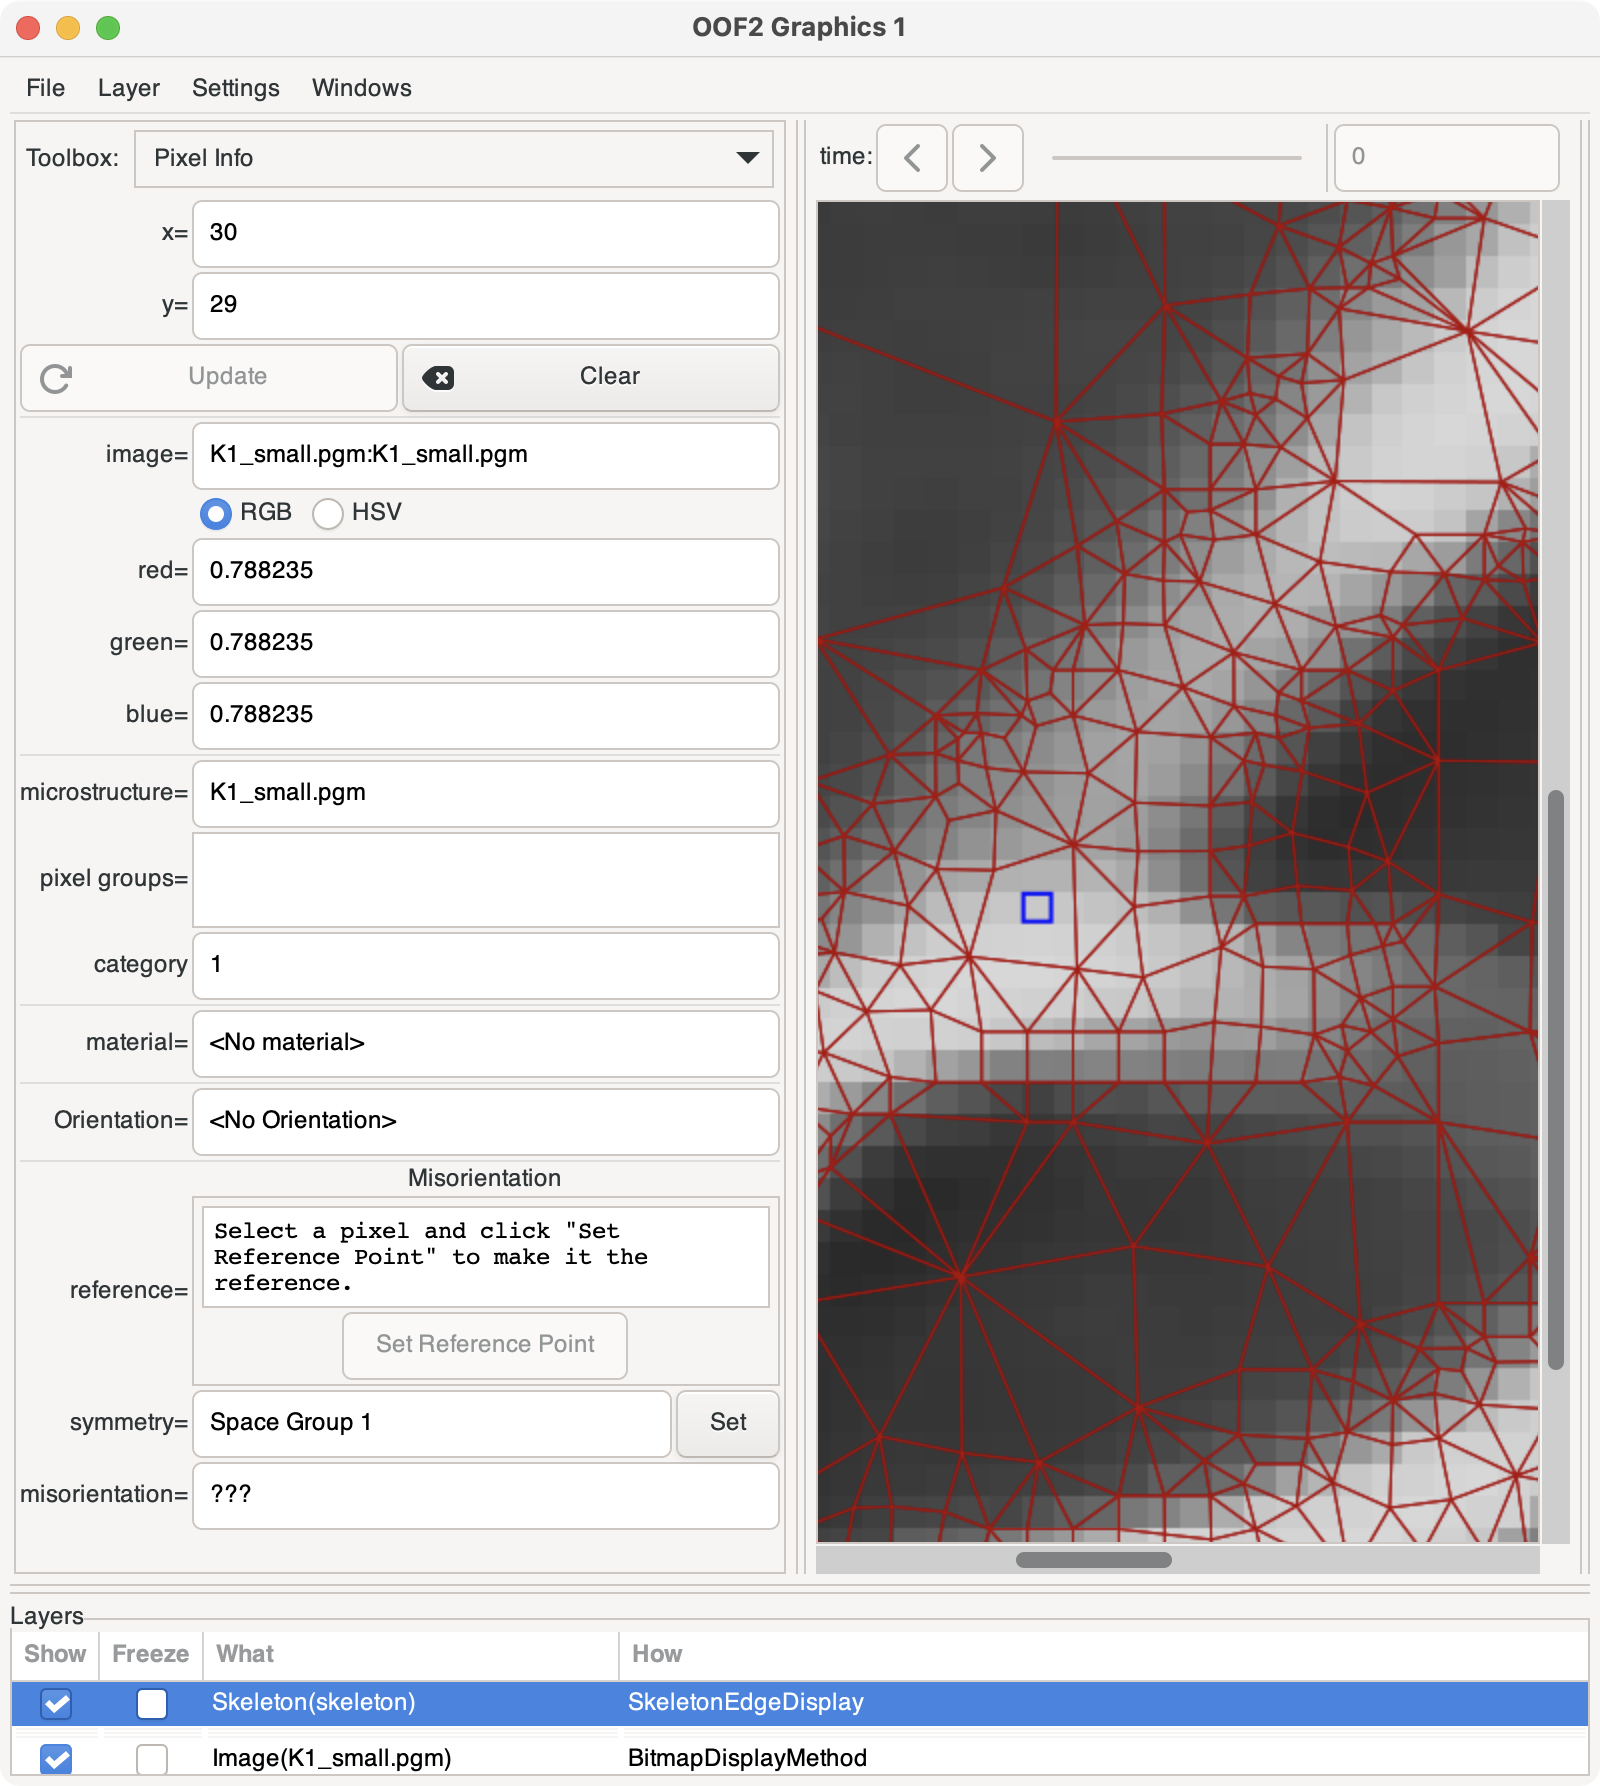 OOF2 Graphics 1
File Layer Settings Windows
Toolbox: Pixel Info
time: 0
x= 30
y= 29
Update Clear
image= K1_small.pgm:K1_small.pgm
RGB HSV
red= 0.788235
green= 0.788235
blue= 0.788235
microstructure= K1_small.pgm
pixel groups=
category 1
material= <No material>
Orientation= <No Orientation>
Misorientation
reference=
Select a pixel and click "Set
Reference Point" to make it the
reference.
Set Reference Point
symmetry= Space Group 1 Set
misorientation= ???
Layers
Show Freeze What How
Skeleton(skeleton) SkeletonEdgeDisplay
Image(K1_small.pgm) BitmapDisplayMethod